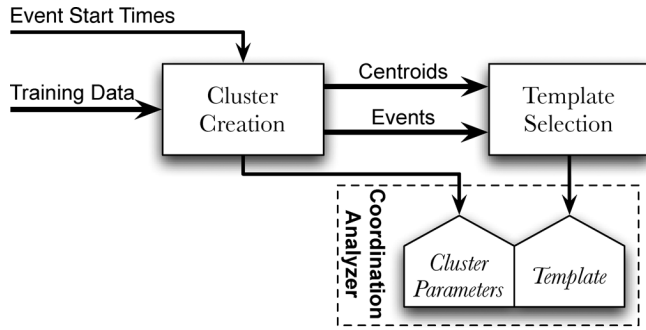 Event Start Times
Training Data
Cluster
Creation
Centroids
Events
Template
Selection
Coordination
Analyzer
Cluster
Parameters
Template